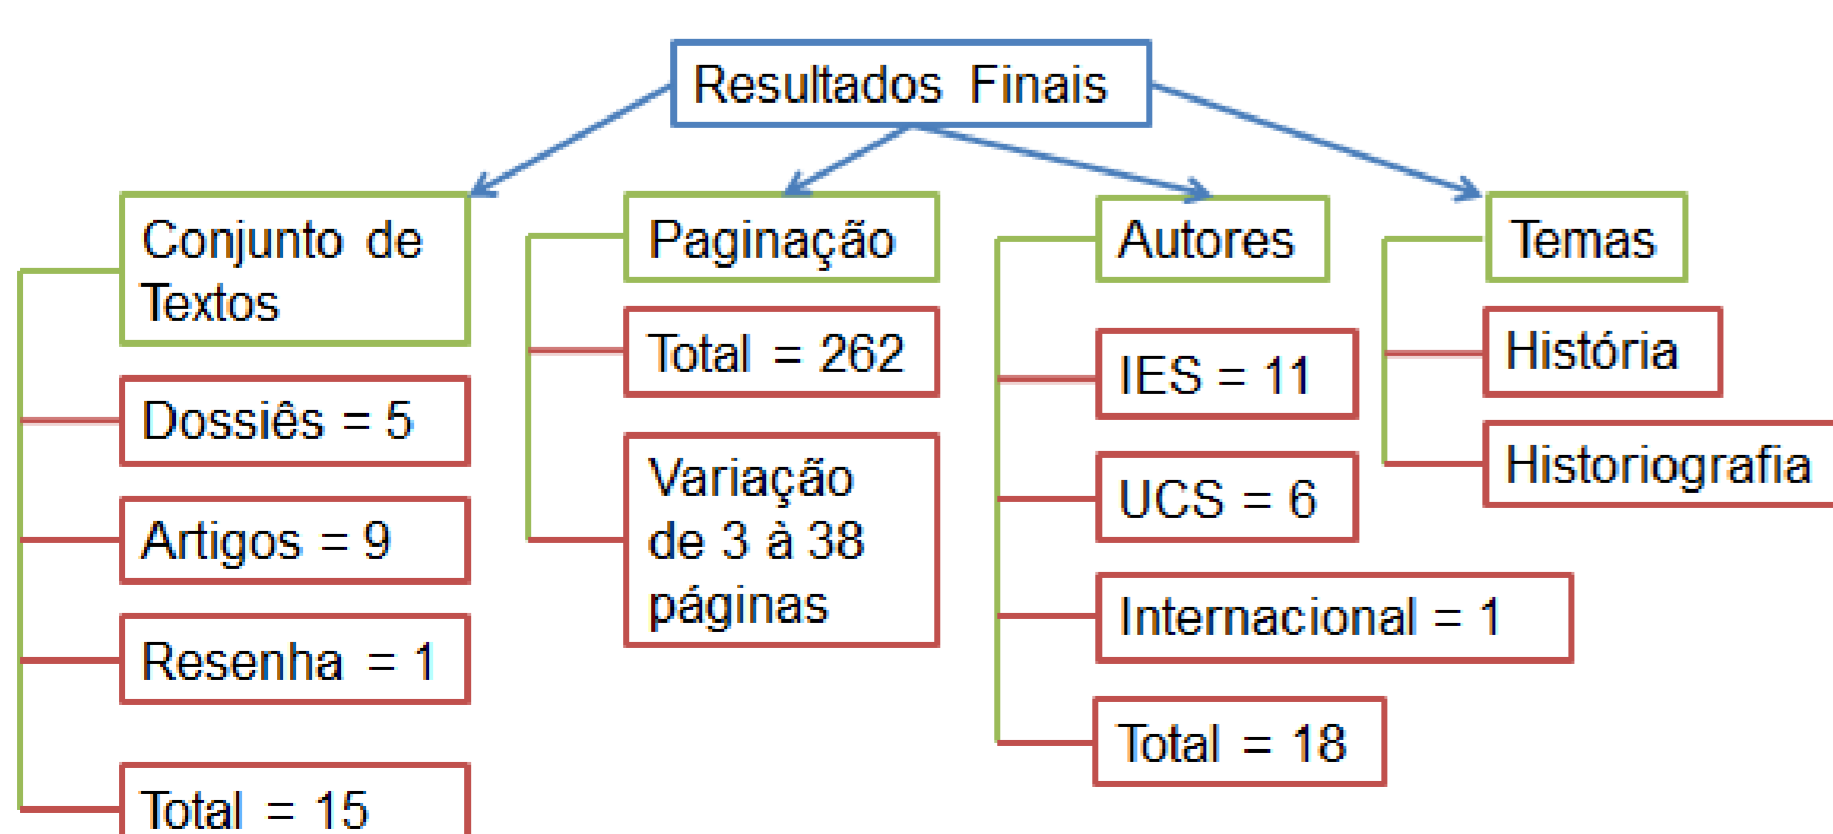 Resultados Finais
Conjunto de
Textos
Dossiês = 5
Artigos = 9
Resenha = 1
Total = 15
Paginação
Total = 262
Variação
de 3 à 38
páginas
Autores
IES = 11
UCS = 6
Internacional = 1
Total = 18
Temas
História
Historiografia